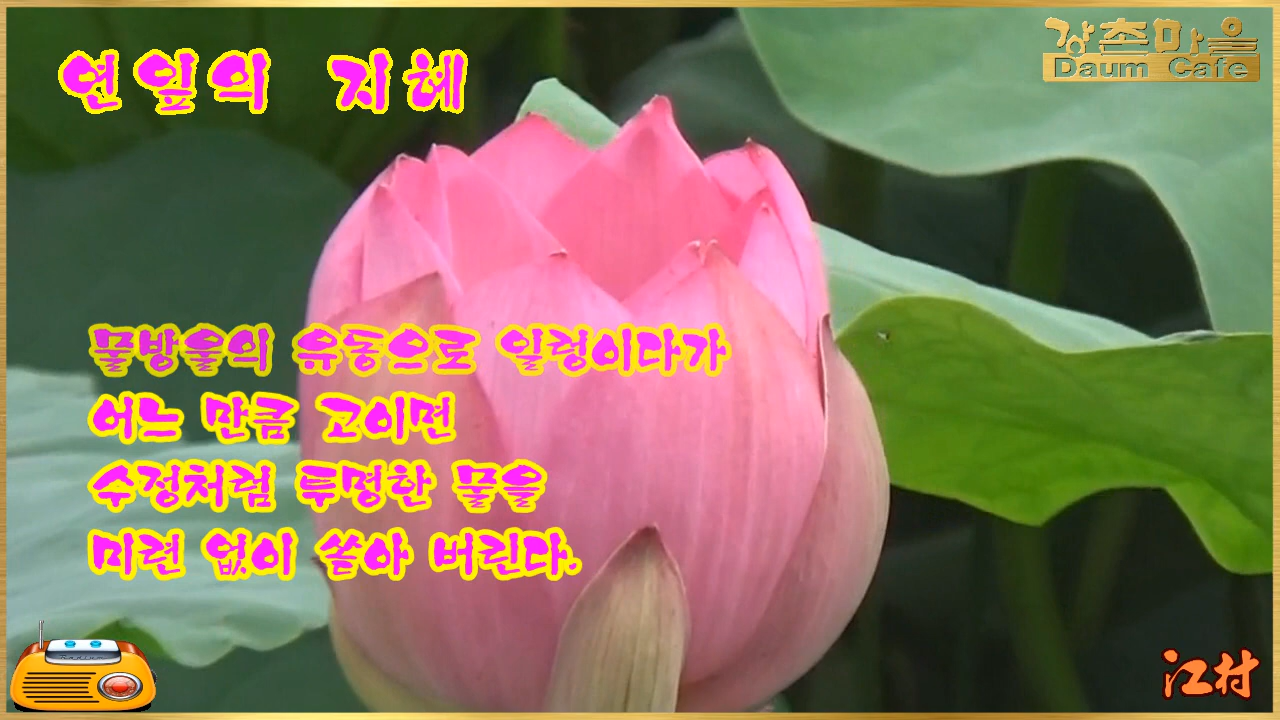 연잎의 지혜
강촌마을
Daum Cafe
물방울의 유동으로 일렁이다가
어느 만큼 고이면
수정처럼 투명한 물을
미련 없이 쏟아 버린다.
江村